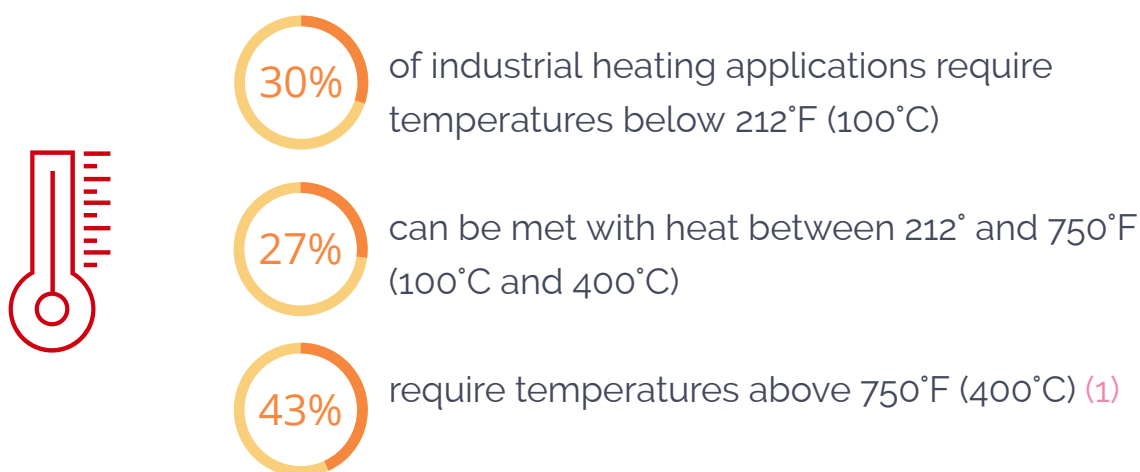 30%
of industrial heating applications require
temperatures below 212°F (100°C)
27%
can be met with heat between 212° and 750°F
(100°C and 400°C)
43%
require temperatures above 750°F (400°C) (1)